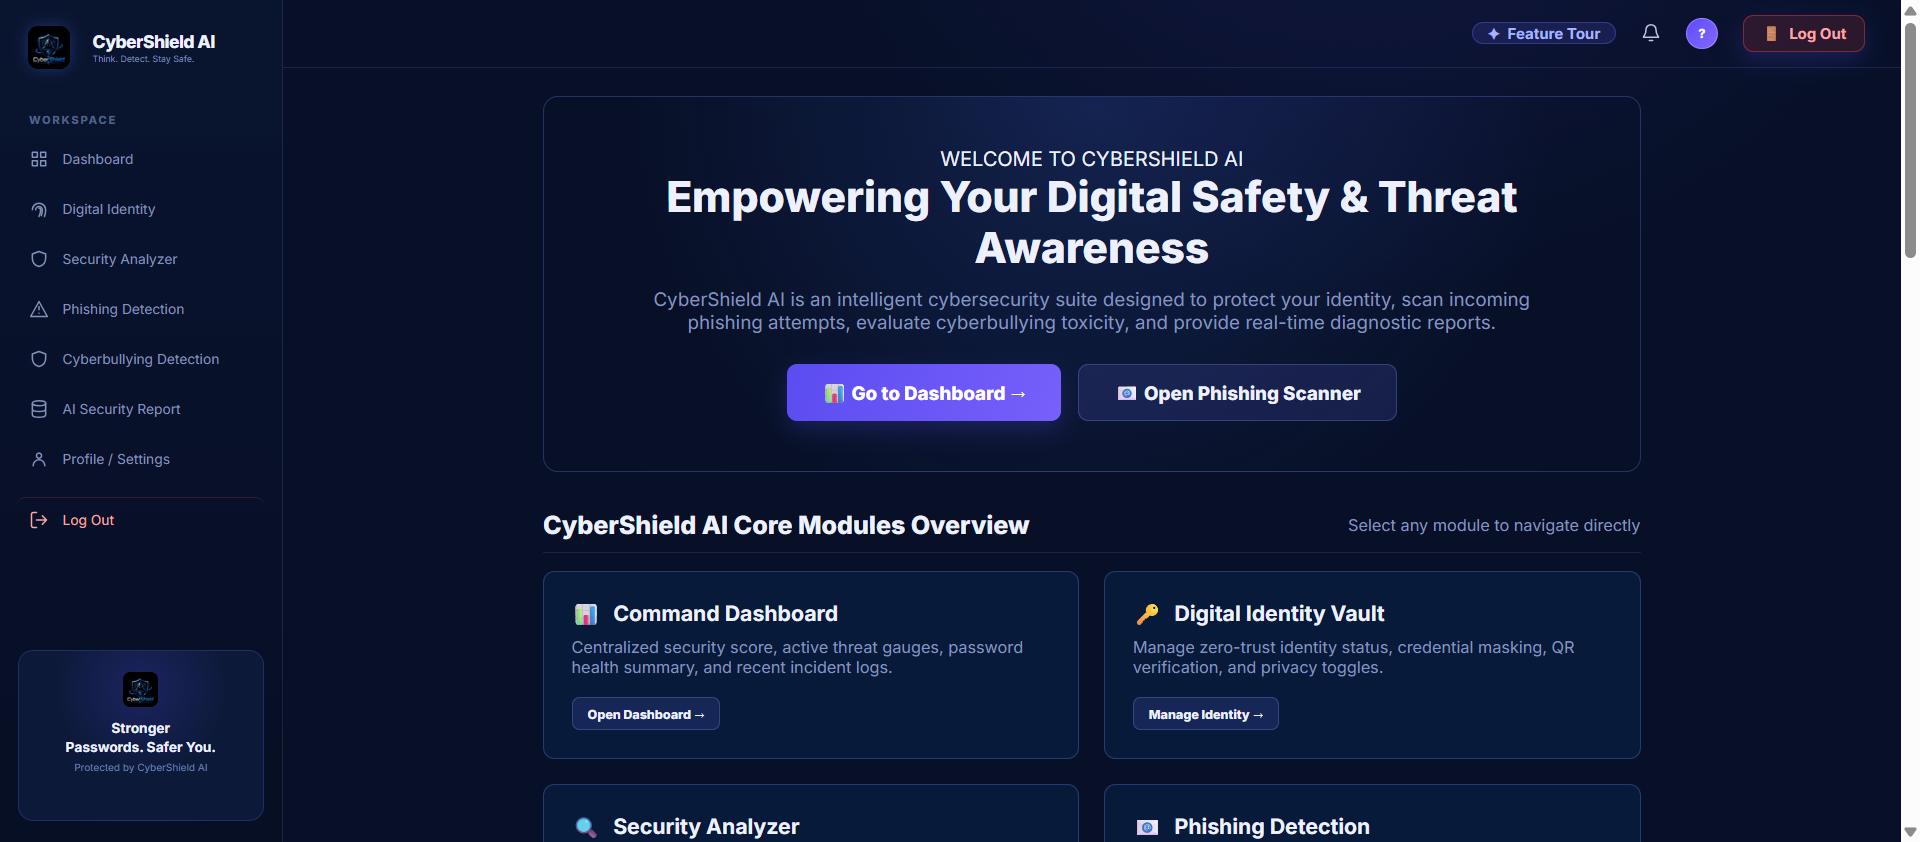 CyberShield AI
Think. Detect. Stay Safe.
WORKSPACE
Dashboard
Digital Identity
Security Analyzer
Phishing Detection
Cyberbullying Detection
AI Security Report
Profile / Settings
Log Out
Stronger
Passwords. Safer You.
Protected by CyberShield AI
✦ Feature Tour
?
Log Out
WELCOME TO CYBERSHIELD AI
Empowering Your Digital Safety & Threat
Awareness
CyberShield AI is an intelligent cybersecurity suite designed to protect your identity, scan incoming
phishing attempts, evaluate cyberbullying toxicity, and provide real-time diagnostic reports.
Go to Dashboard →
Open Phishing Scanner
CyberShield AI Core Modules Overview
Select any module to navigate directly
Command Dashboard
Centralized security score, active threat gauges, password
health summary, and recent incident logs.
Open Dashboard →
Digital Identity Vault
Manage zero-trust identity status, credential masking, QR
verification, and privacy toggles.
Manage Identity →
Security Analyzer
Phishing Detection